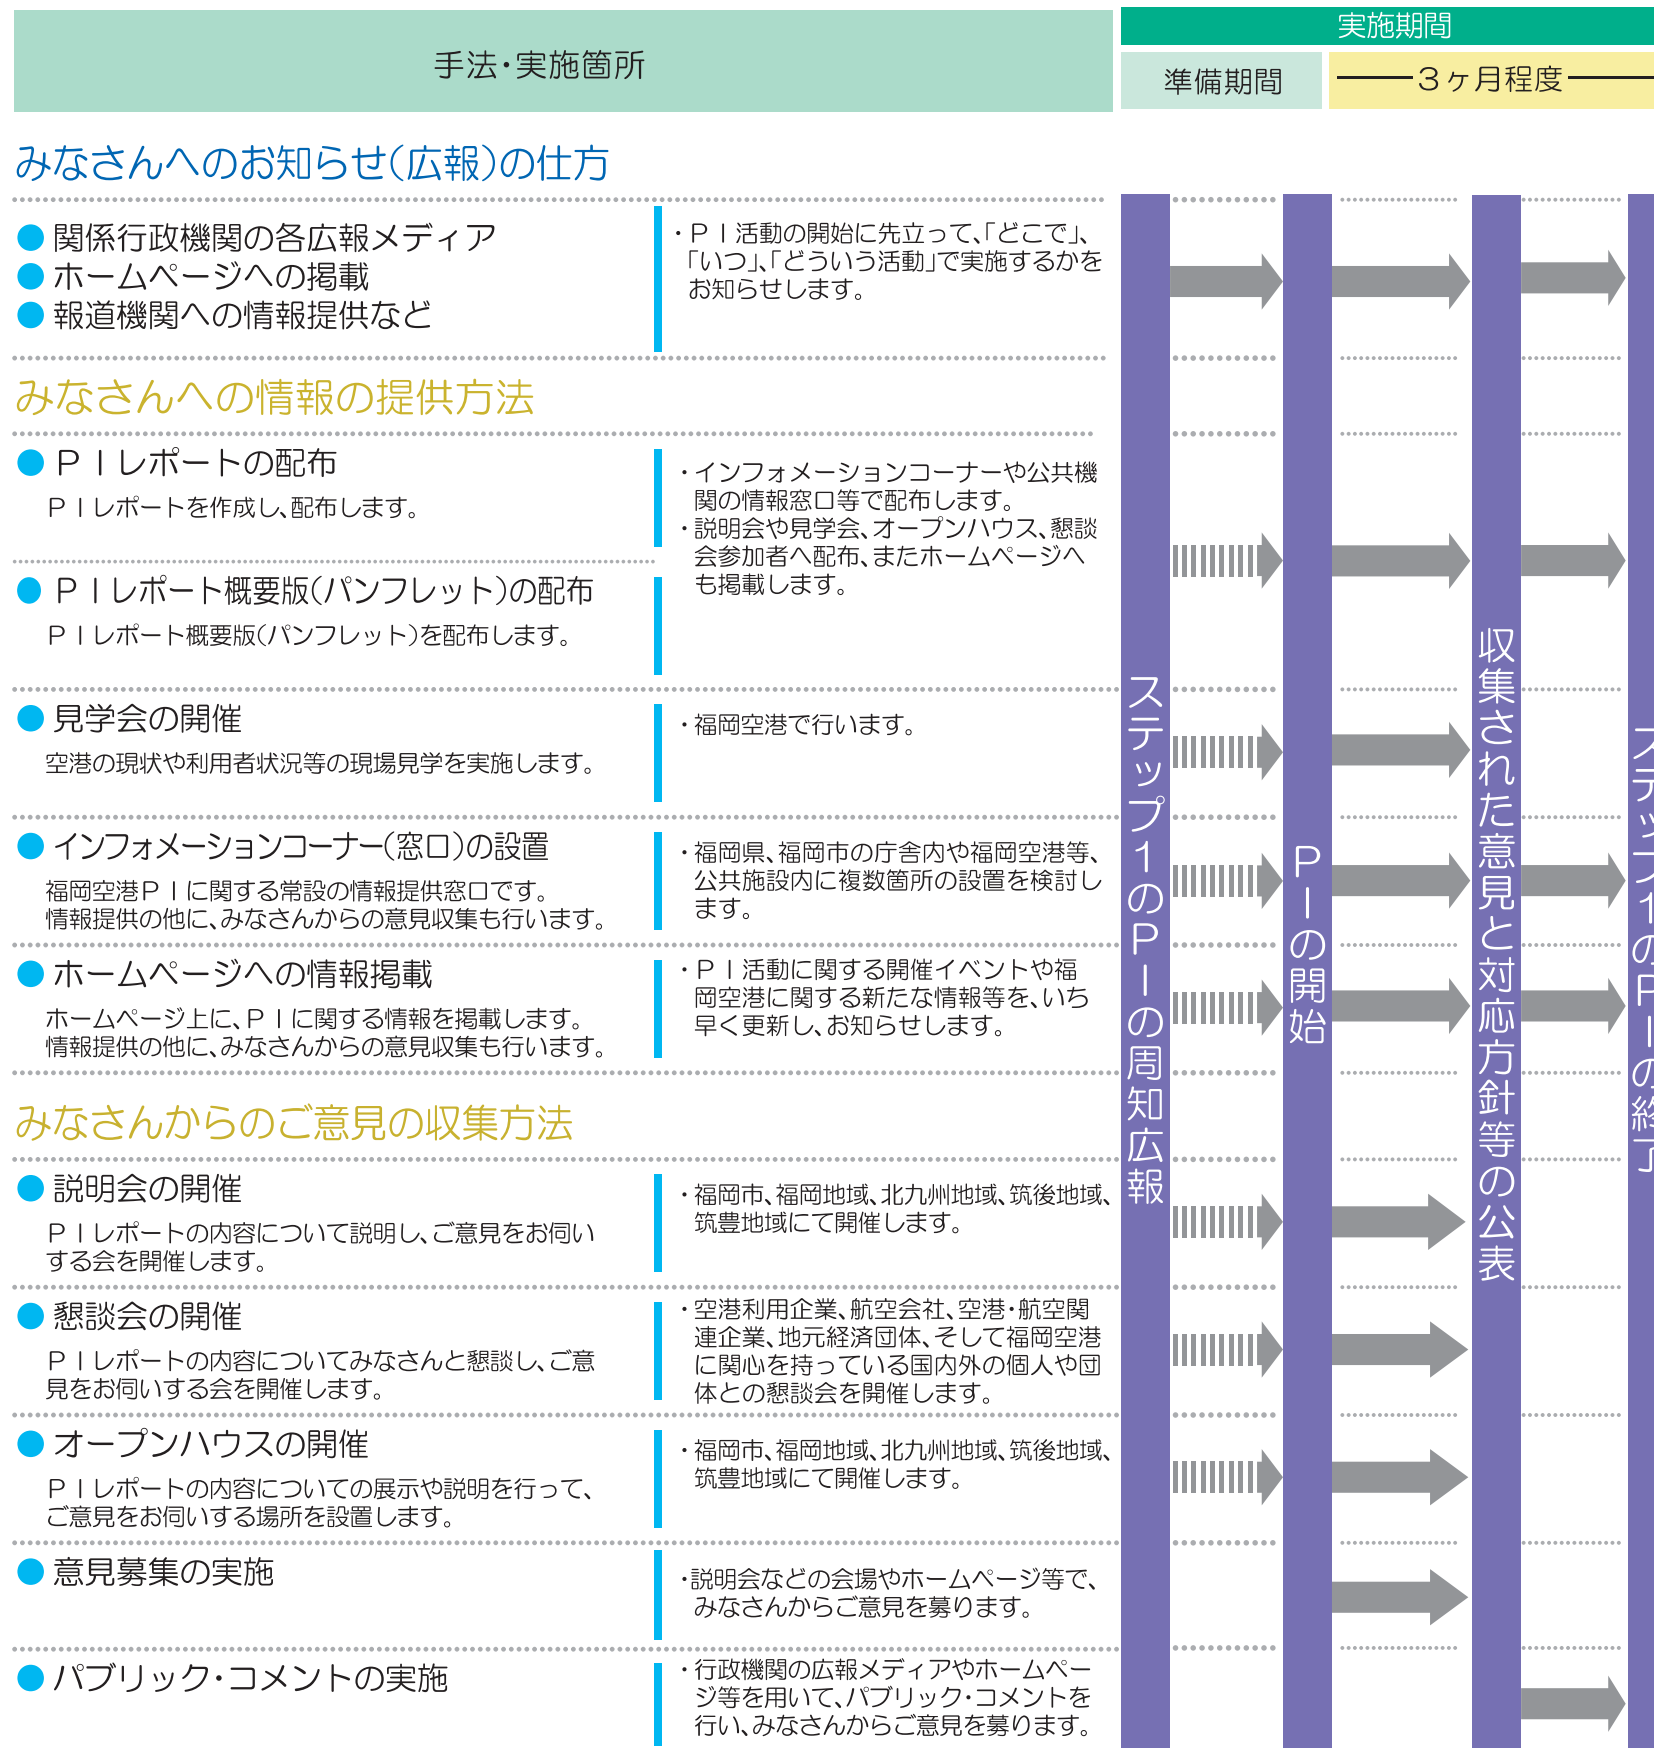 手法・実施箇所
実施期間
準備期間
3ヶ月程度
みなさんへのお知らせ(広報)の仕方
● 関係行政機関の各広報メディア
● ホームページへの掲載
● 報道機関への情報提供など
・PI活動の開始に先立って、「どこで」、
「いつ」、「どういう活動」で実施するかを
お知らせします。
みなさんへの情報の提供方法
● PIレポートの配布
PIレポートを作成し、配布します。
● PIレポート概要版(パンフレット)の配布
PIレポート概要版(パンフレット)を配布します。
・インフォメーションコーナーや公共機
関の情報窓口等で配布します。
・説明会や見学会、オープンハウス、懇談
会参加者へ配布、またホームページへ
も掲載します。
● 見学会の開催
空港の現状や利用者状況等の現場見学を実施します。
・福岡空港で行います。
● インフォメーションコーナー(窓口)の設置
福岡空港PIに関する常設の情報提供窓口です。
情報提供の他に、みなさんからの意見収集も行います。
・福岡県、福岡市の庁舎内や福岡空港等、
公共施設内に複数箇所の設置を検討し
ます。
● ホームページへの情報掲載
ホームページ上に、PIに関する情報を掲載します。
情報提供の他に、みなさんからの意見収集も行います。
・PI活動に関する開催イベントや福
岡空港に関する新たな情報等を、いち
早く更新し、お知らせします。
みなさんからのご意見の収集方法
● 説明会の開催
PIレポートの内容について説明し、ご意見をお伺い
する会を開催します。
・福岡市、福岡地域、北九州地域、筑後地域、
筑豊地域にて開催します。
● 懇談会の開催
PIレポートの内容についてみなさんと懇談し、ご意
見をお伺いする会を開催します。
・空港利用企業、航空会社、空港・航空関
連企業、地元経済団体、そして福岡空港
に関心を持っている国内外の個人や団
体との懇談会を開催します。
● オープンハウスの開催
PIレポートの内容についての展示や説明を行って、
ご意見をお伺いする場所を設置します。
・福岡市、福岡地域、北九州地域、筑後地域、
筑豊地域にて開催します。
● 意見募集の実施
・説明会などの会場やホームページ等で、
みなさんからご意見を募ります。
● パブリック・コメントの実施
・行政機関の広報メディアやホームペー
ジ等を用いて、パブリック・コメントを
行い、みなさんからご意見を募ります。
ステップ1のPIの周知広報
PIの開始
収集された意見と対応方針等の公表
ステップ1のPIの終了